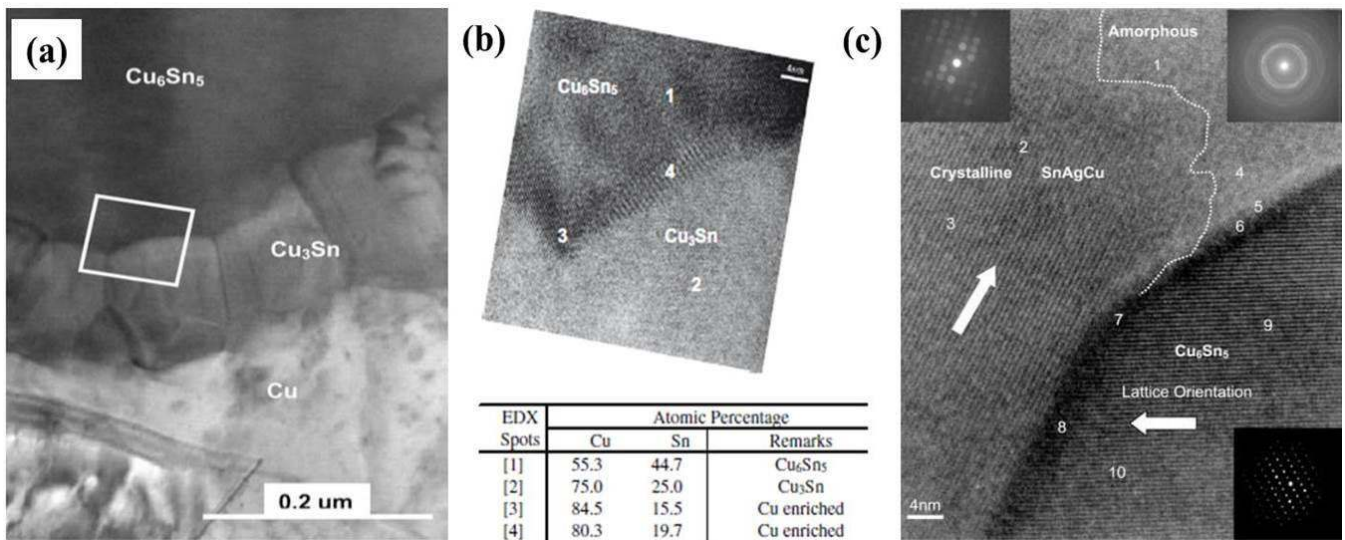 (a)
Cu₆Sn₅
Cu₃Sn
Cu
0.2 um
(b)
4nm
Cu₆Sn₅
1
4
3
Cu₃Sn
2
EDX Spots Atomic Percentage
Cu Sn Remarks
[1] 55.3 44.7 Cu₆Sn₅
[2] 75.0 25.0 Cu₃Sn
[3] 84.5 15.5 Cu enriched
[4] 80.3 19.7 Cu enriched
(c)
Amorphous
1
2
Crystalline SnAgCu
3
4
5
6
7
9
Cu₆Sn₅
Lattice Orientation
8
10
4nm